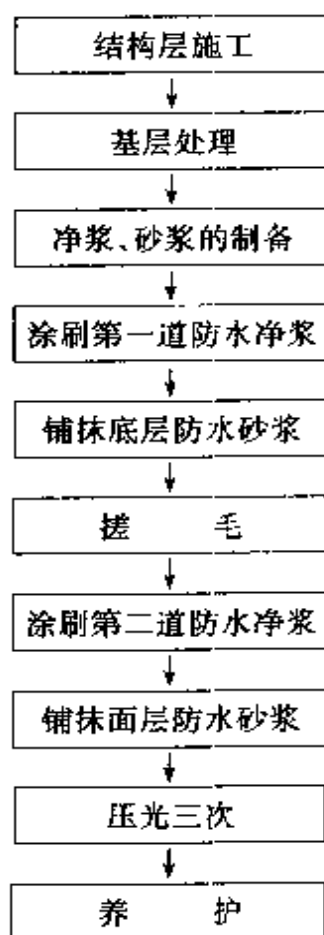 结构层施工
基层处理
净浆、砂浆的制备
涂刷第一道防水净浆
铺抹底层防水砂浆
搓 毛
涂刷第二道防水净浆
铺抹面层防水砂浆
压光三次
养 护